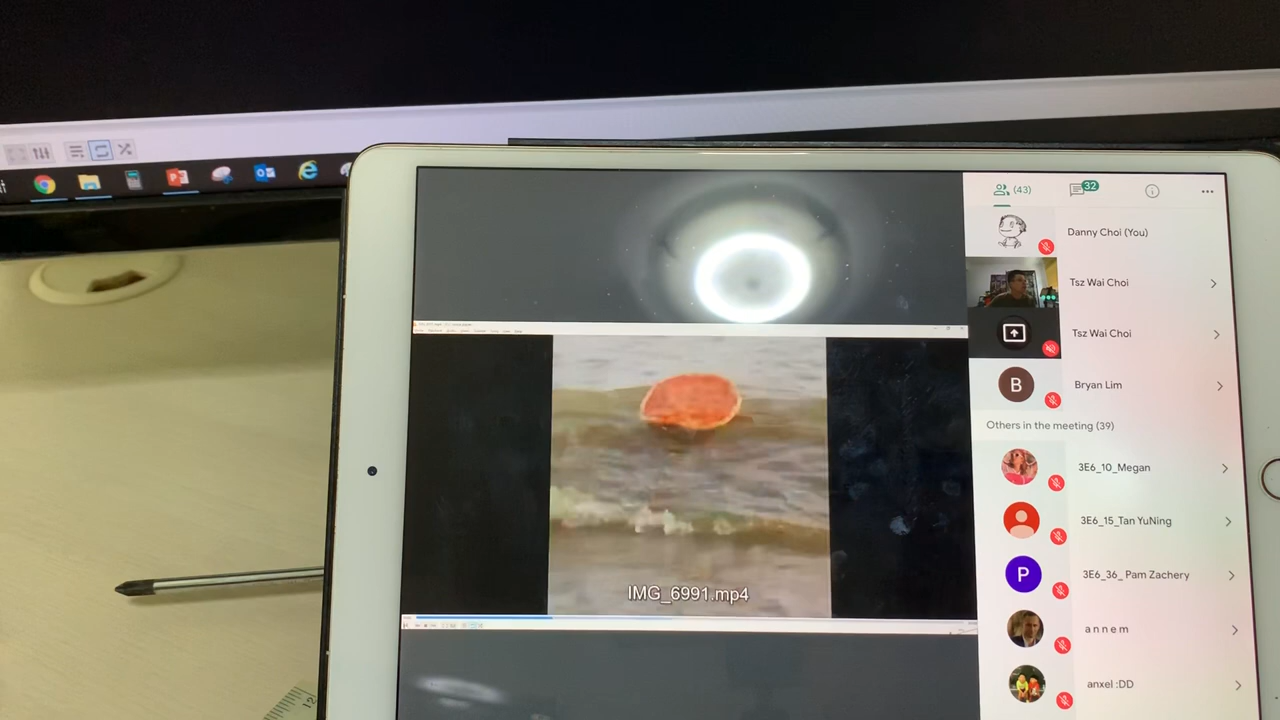 (43)
32
Danny Choi (You)
Tsz Wai Choi
Tsz Wai Choi
B
Bryan Lim
Others in the meeting (39)
3E6_10_Megan
3E6_15_Tan YuNing
P
3E6_36_ Pam Zachery
a n n e m
anxel :DD
IMG_6991.mp4
12